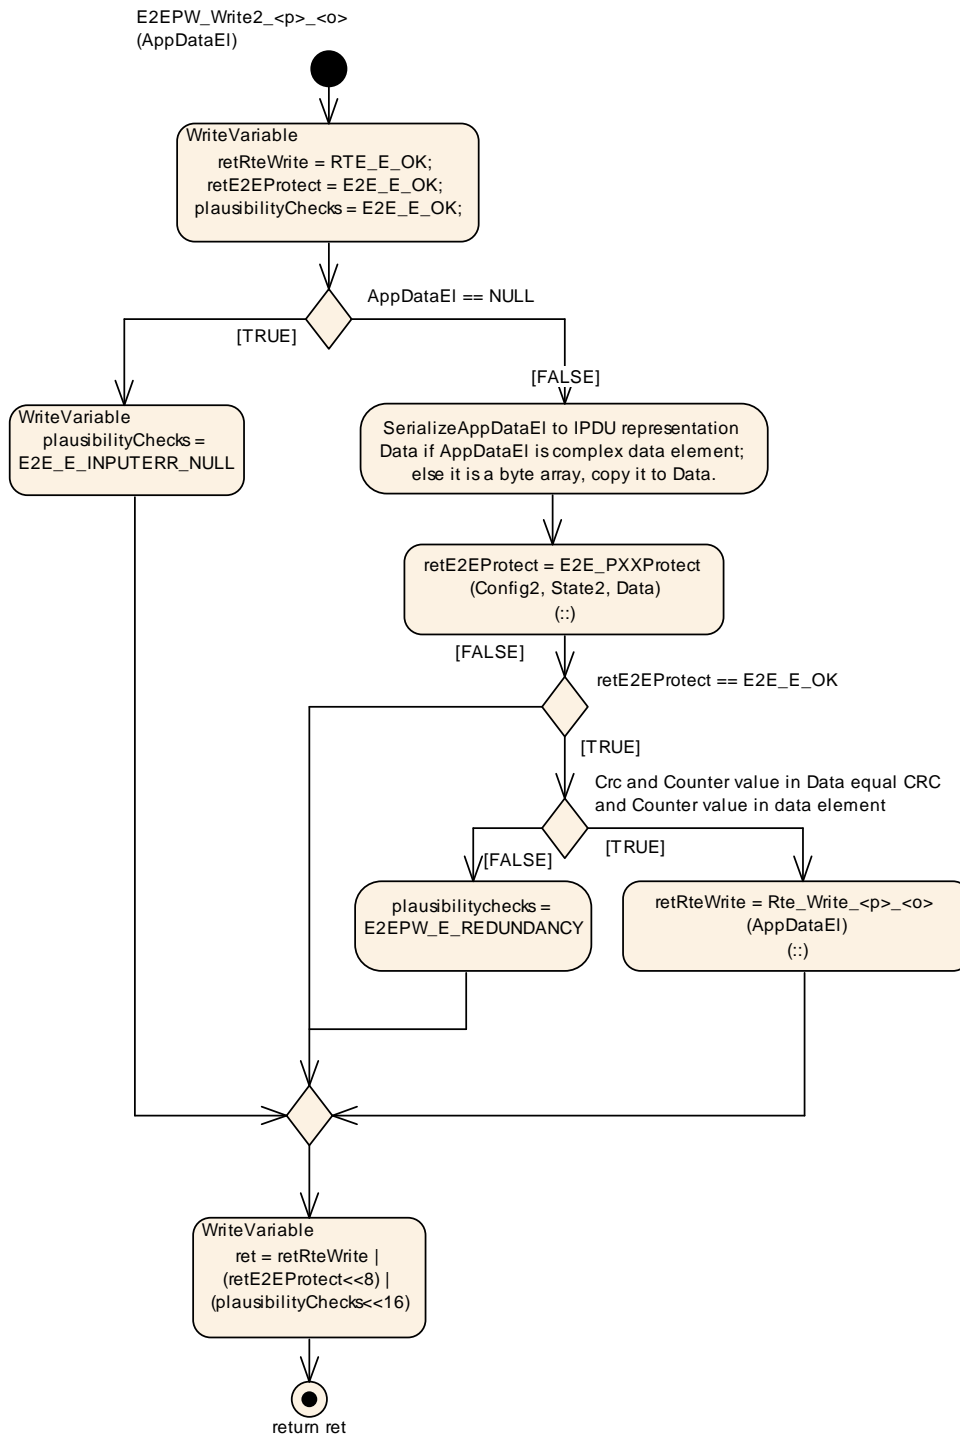 E2EPW_Write2_<p>_<o>
(AppDataEl)
WriteVariable
retRteWrite = RTE_E_OK;
retE2EProtect = E2E_E_OK;
plausibilityChecks = E2E_E_OK;
AppDataEl == NULL
[TRUE]
[FALSE]
WriteVariable
plausibilityChecks =
E2E_E_INPUTERR_NULL
SerializeAppDataEl to IPDU representation
Data if AppDataEl is complex data element;
else it is a byte array, copy it to Data.
retE2EProtect = E2E_PXXProtect
(Config2, State2, Data)
(::)
[FALSE]
retE2EProtect == E2E_E_OK
[TRUE]
Crc and Counter value in Data equal CRC
and Counter value in data element
[FALSE]
[TRUE]
plausibilitychecks =
E2EPW_E_REDUNDANCY
retRteWrite = Rte_Write_<p>_<o>
(AppDataEl)
(::)
WriteVariable
ret = retRteWrite |
(retE2EProtect<<8) |
(plausibilityChecks<<16)
return ret